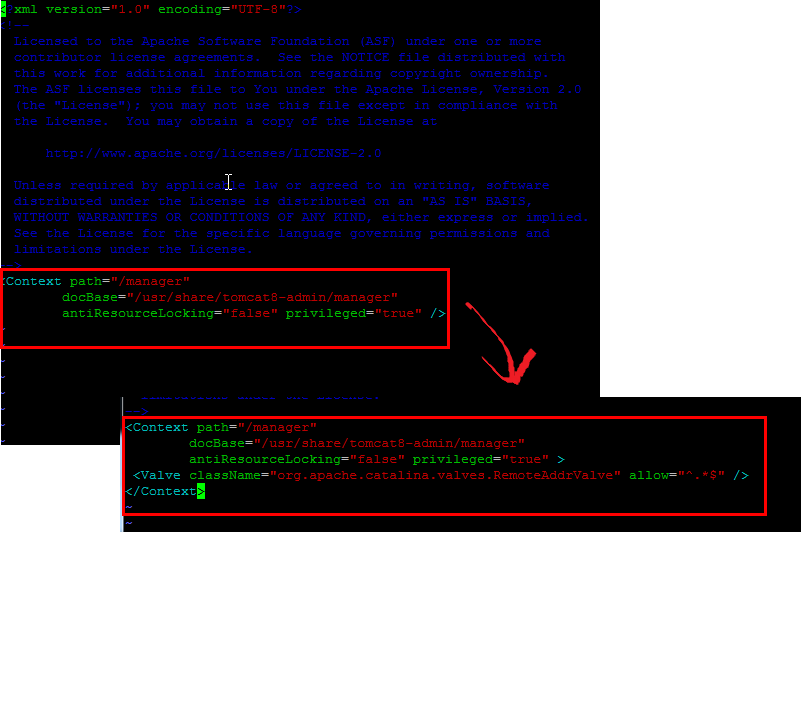 <?xml version="1.0" encoding="UTF-8"?>
<!--
Licensed to the Apache Software Foundation (ASF) under one or more
contributor license agreements.  See the NOTICE file distributed with
this work for additional information regarding copyright ownership.
The ASF licenses this file to You under the Apache License, Version 2.0
(the "License"); you may not use this file except in compliance with
the License.  You may obtain a copy of the License at
http://www.apache.org/licenses/LICENSE-2.0
Unless required by applicable law or agreed to in writing, software
distributed under the License is distributed on an "AS IS" BASIS,
WITHOUT WARRANTIES OR CONDITIONS OF ANY KIND, either express or implied.
See the License for the specific language governing permissions and
limitations under the License.
-->
<Context path="/manager"
docBase="/usr/share/tomcat8-admin/manager"
antiResourceLocking="false" privileged="true" />
~
~
~
~
~
~
~
limitations under the License.
-->
<Context path="/manager"
docBase="/usr/share/tomcat8-admin/manager"
antiResourceLocking="false" privileged="true" >
<Valve className="org.apache.catalina.valves.RemoteAddrValve" allow="^.*$" />
</Context>
~
~